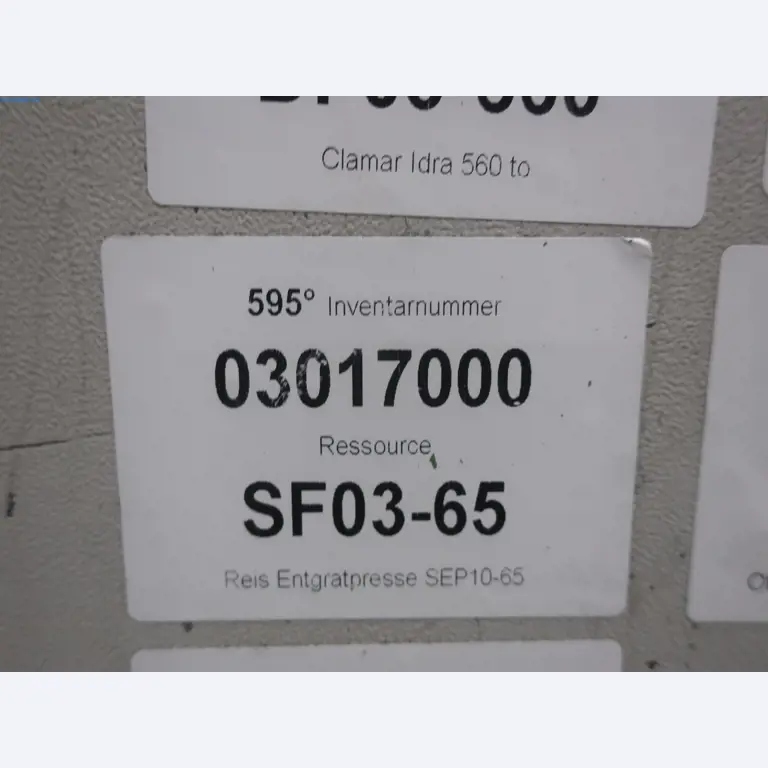 Clamar Idra 560 to
595° Inventarnummer
03017000
Ressource
SF03-65
Reis Entgratpresse SEP10-65